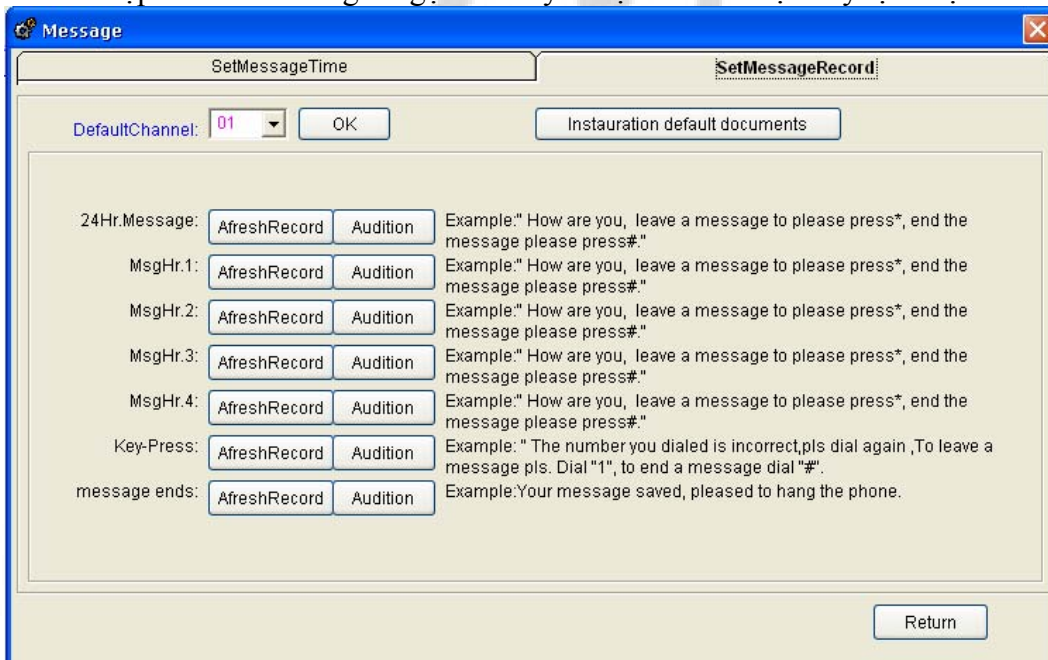 Message
SetMessageTime
SetMessageRecord
DefaultChannel: 01 OK Instauration default documents
24Hr.Message: AfreshRecord Audition Example:" How are you, leave a message to please press*, end the
message please press#."
MsgHr.1: AfreshRecord Audition Example:" How are you, leave a message to please press*, end the
message please press#."
MsgHr.2: AfreshRecord Audition Example:" How are you, leave a message to please press*, end the
message please press#."
MsgHr.3: AfreshRecord Audition Example:" How are you, leave a message to please press*, end the
message please press#."
MsgHr.4: AfreshRecord Audition Example:" How are you, leave a message to please press*, end the
message please press#."
Key-Press: AfreshRecord Audition Example: " The number you dialed is incorrect,pls dial again ,To leave a
message pls. Dial "1", to end a message dial "#".
message ends: AfreshRecord Audition Example:Your message saved, pleased to hang the phone.
Return